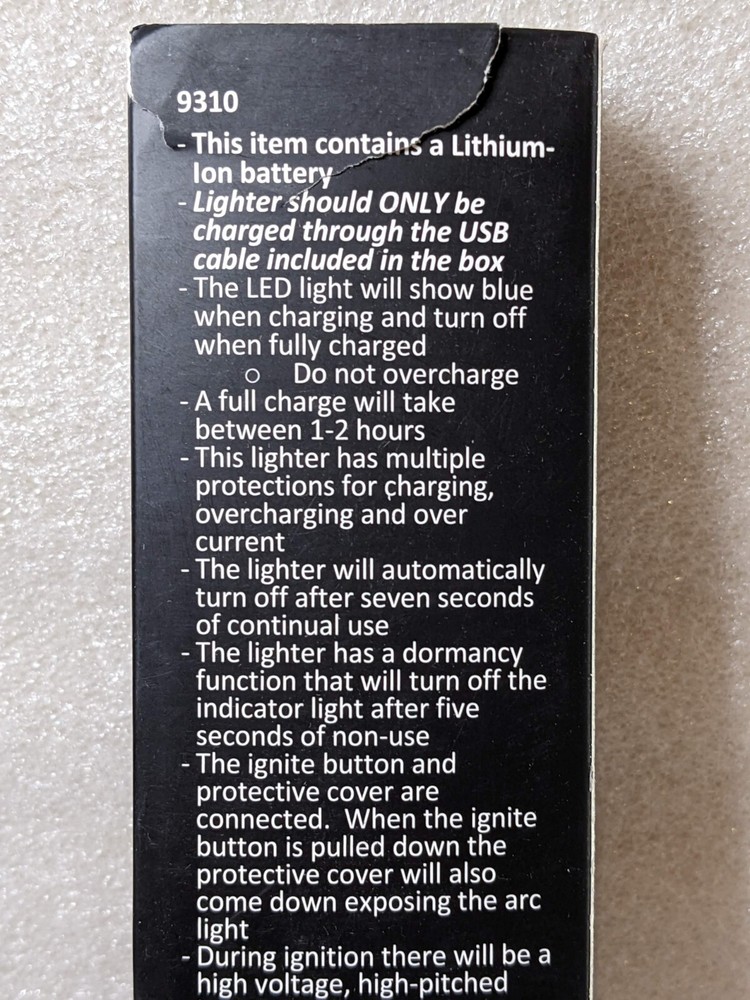 9310
- This item contains a Lithium-
Ion battery
- Lighter should ONLY be
charged through the USB
cable included in the box
- The LED light will show blue
when charging and turn off
when fully charged
o Do not overcharge
- A full charge will take
between 1-2 hours
- This lighter has multiple
protections for charging,
overcharging and over
current
- The lighter will automatically
turn off after seven seconds
of continual use
- The lighter has a dormancy
function that will turn off the
indicator light after five
seconds of non-use
- The ignite button and
protective cover are
connected. When the ignite
button is pulled down the
protective cover will also
come down exposing the arc
light
- During ignition there will be a
high voltage, high-pitched